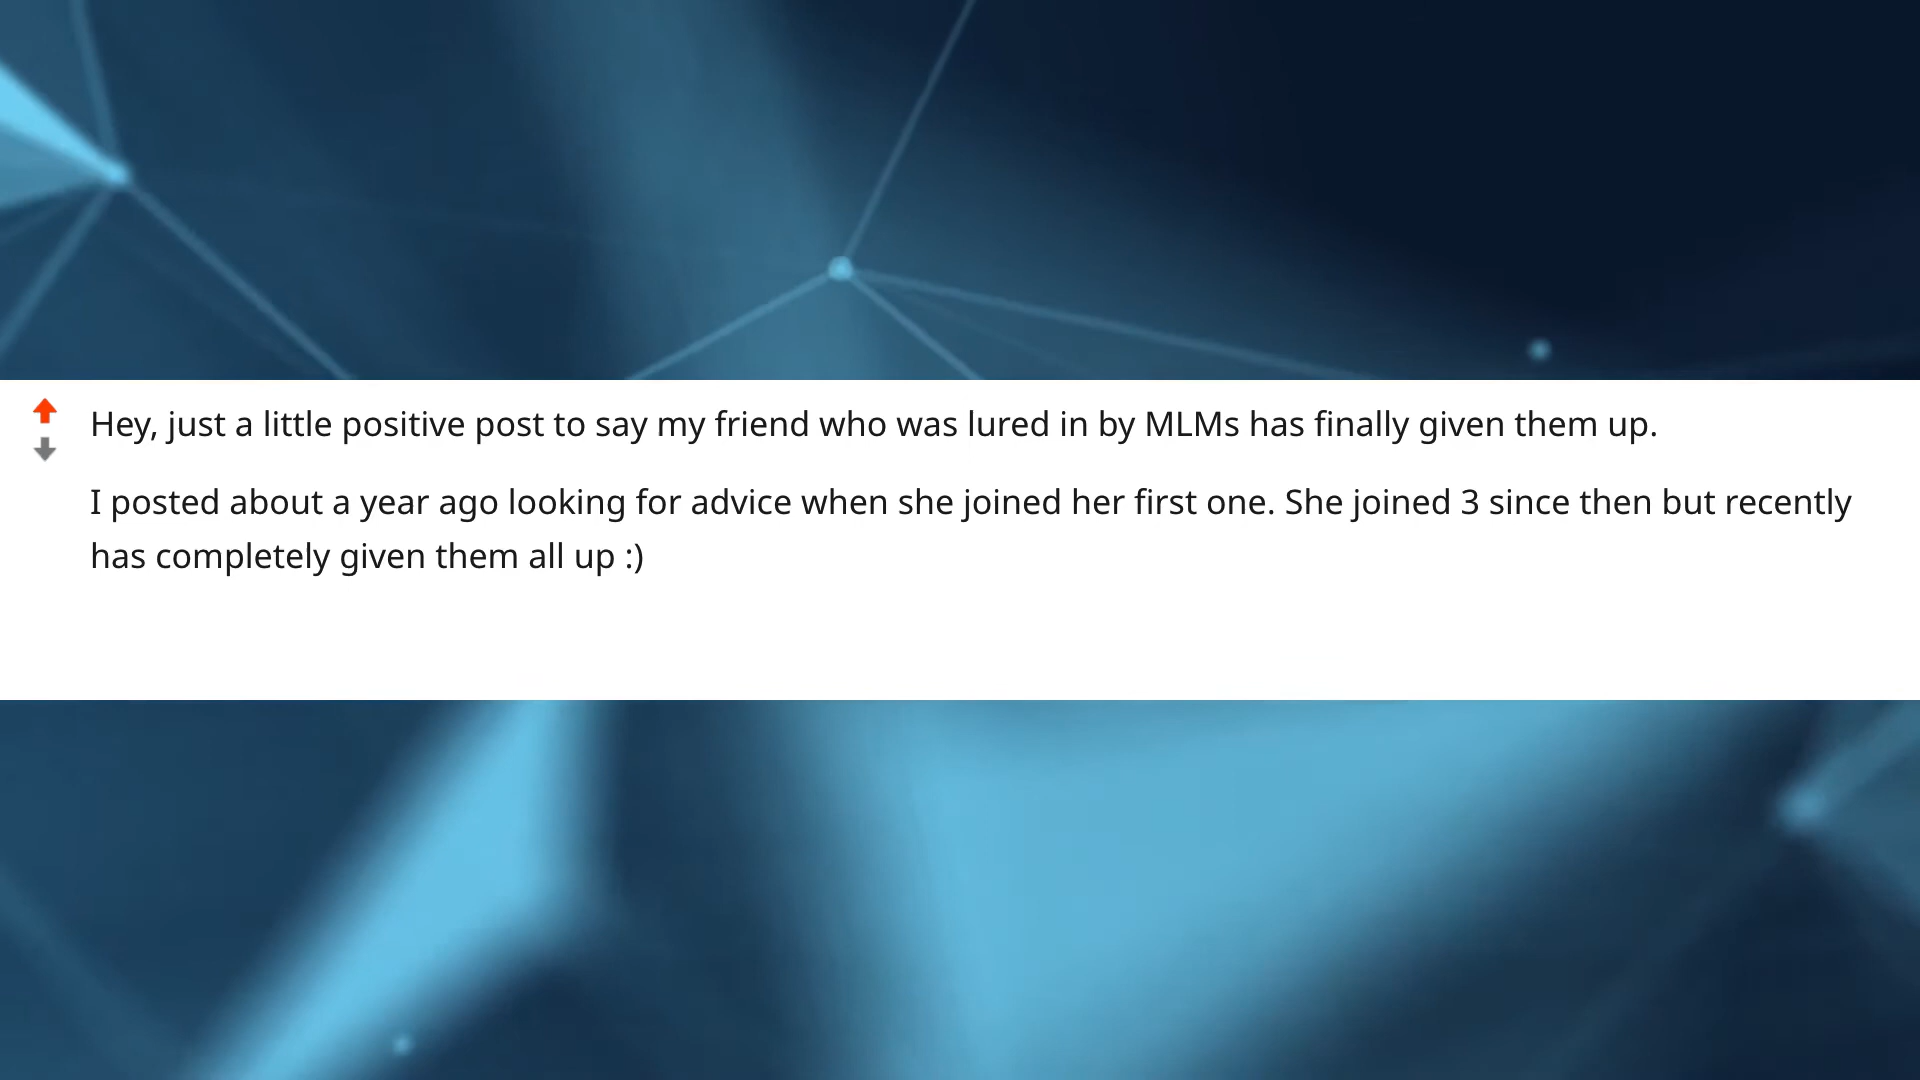 Hey, just a little positive post to say my friend who was lured in by MLMs has finally given them up.
I posted about a year ago looking for advice when she joined her first one. She joined 3 since then but recently
has completely given them all up :)